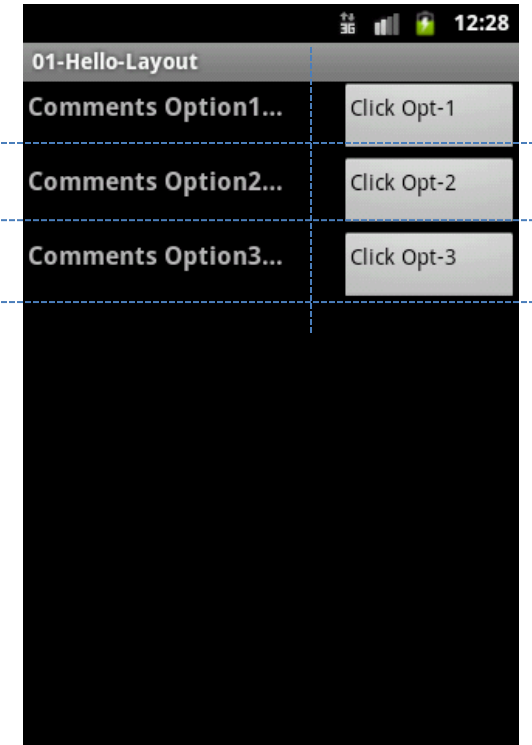 3G 12:28
01-Hello-Layout
Comments Option1... Click Opt-1
Comments Option2... Click Opt-2
Comments Option3... Click Opt-3